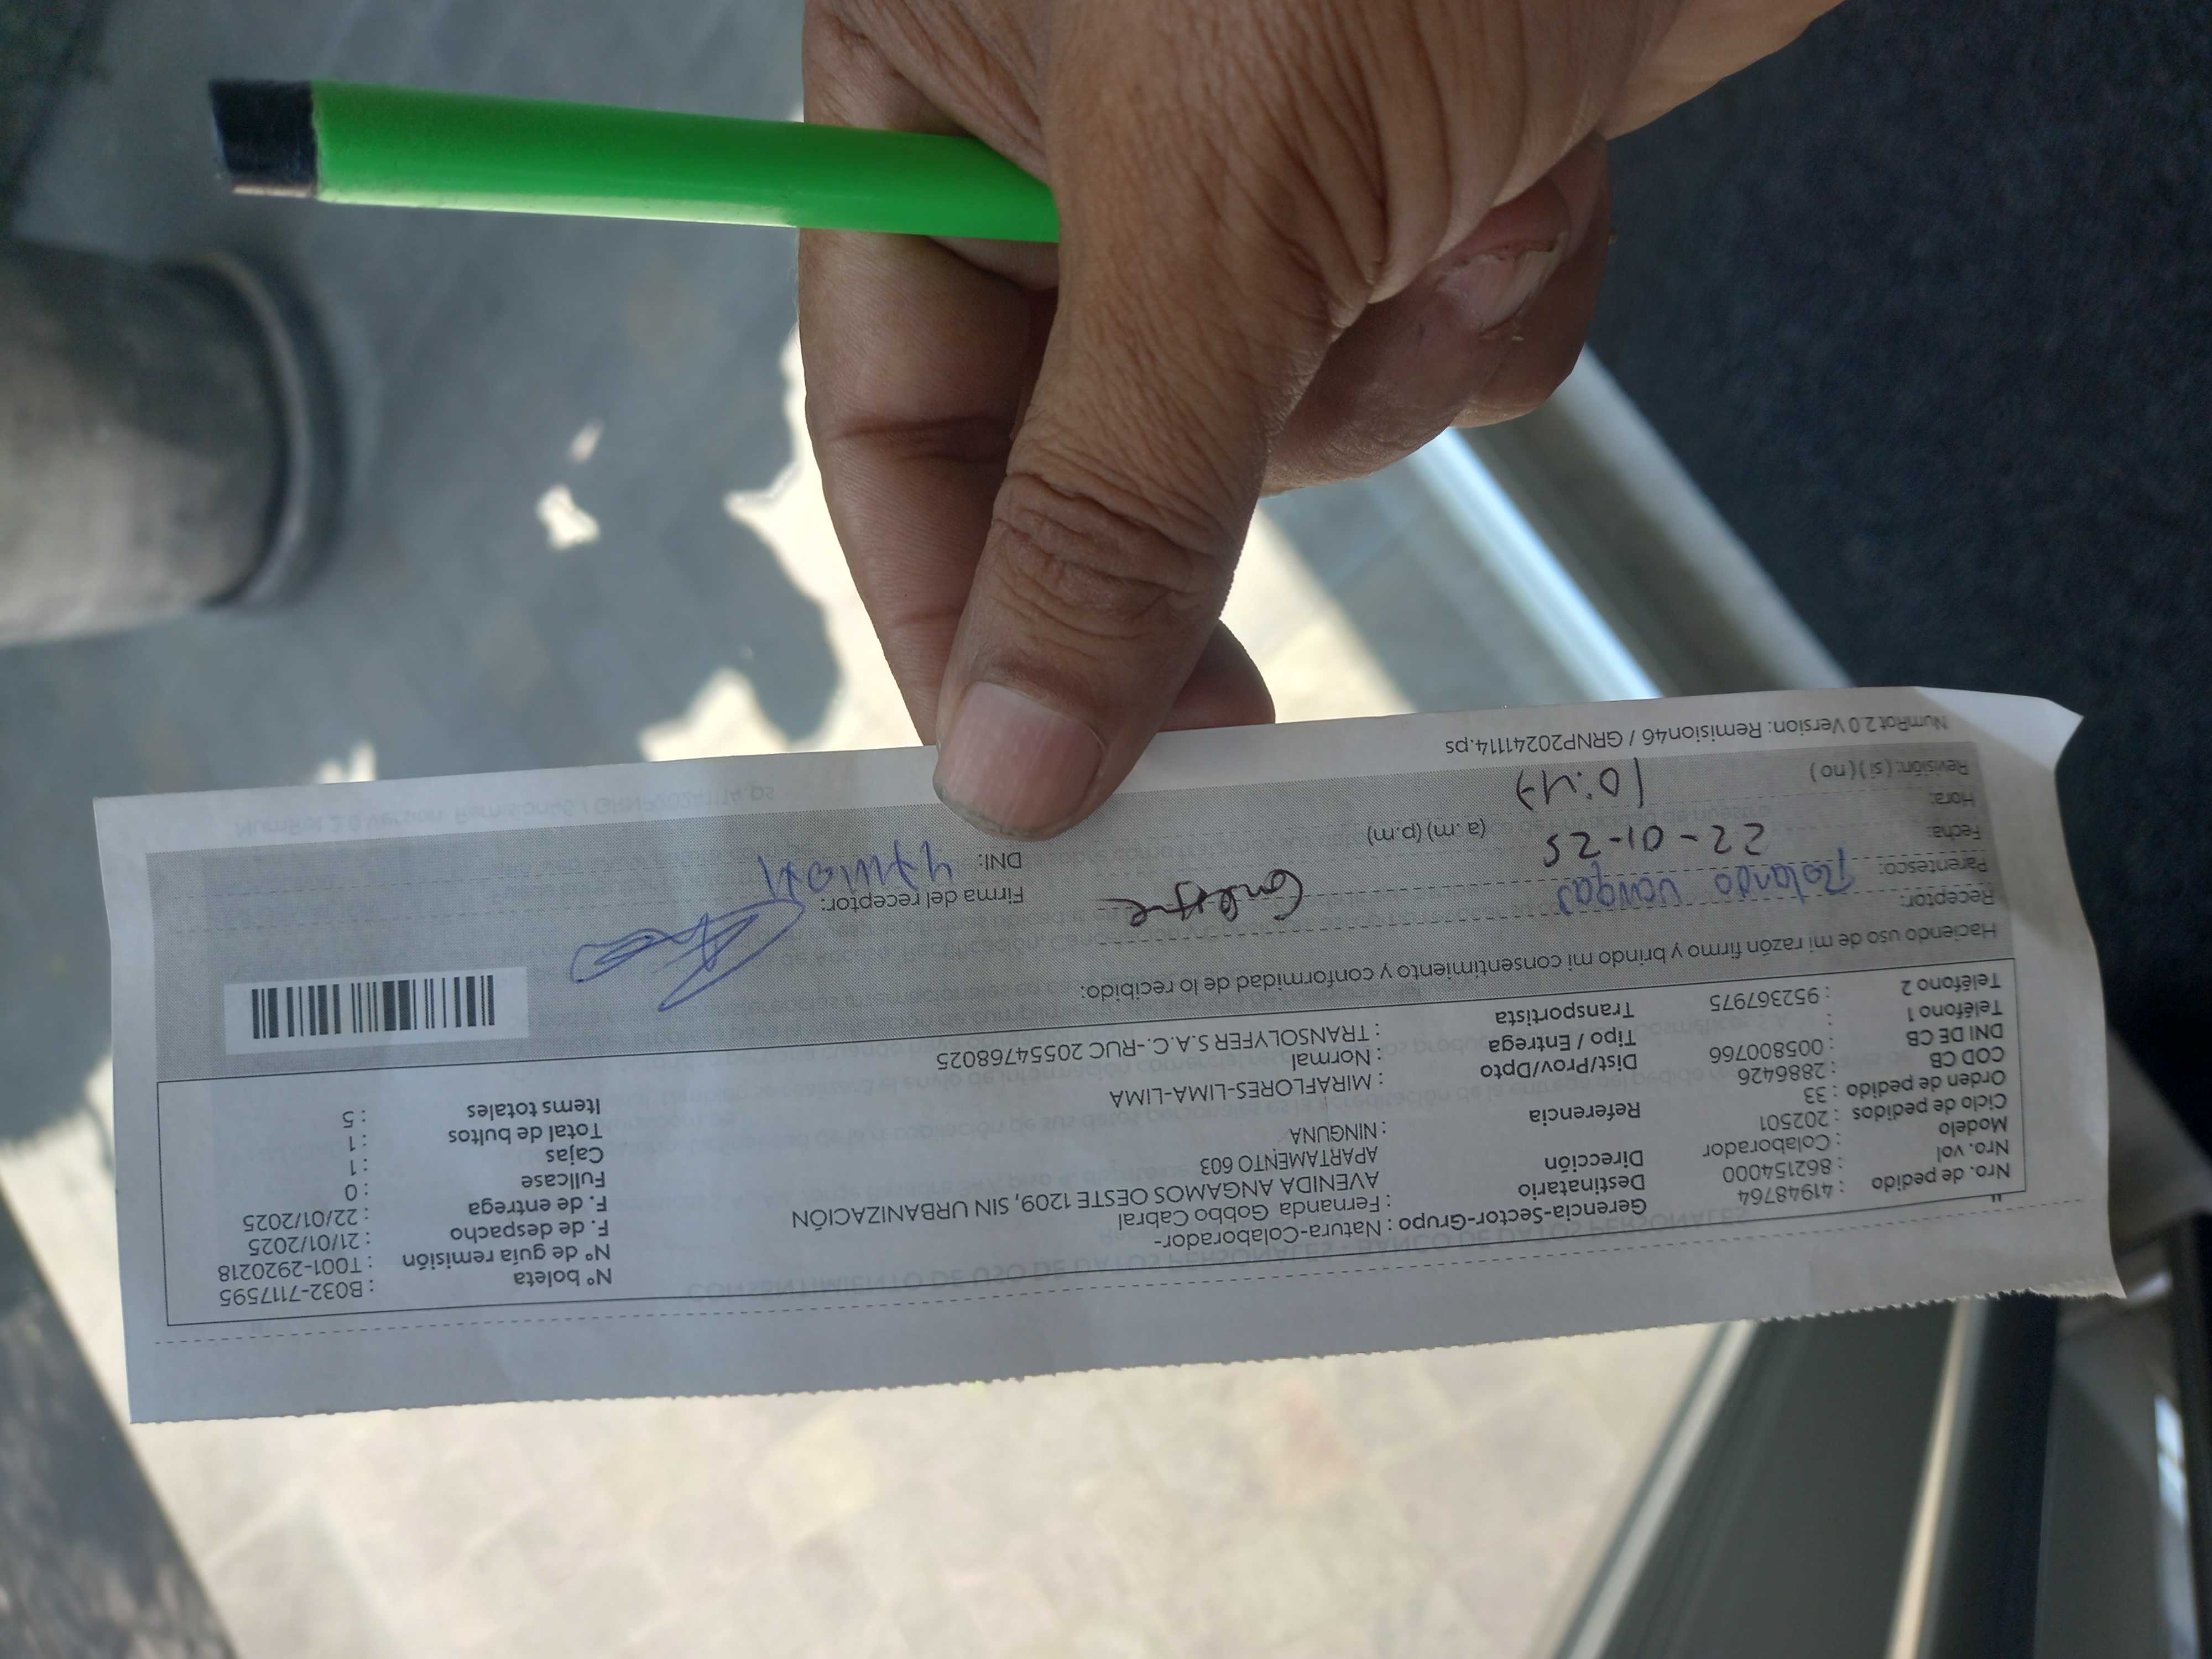 Nro. de pedido : 41948764
Nro. vol : 862154000
Modelo : Colaborador
Ciclo de pedidos : 202501
Orden de pedido : 33
COD CB : 2886426
DNI DE CB : 005800766
Teléfono 1 :
Teléfono 2 : 952367975
Gerencia-Sector-Grupo : Natura-Colaborador-
Destinatario : Fernanda Gobbo Cabral
Dirección AVENIDA ANGAMOS OESTE 1209, SIN URBANIZACIÓN
APARTAMENTO 603
Referencia : NINGUNA
Dist/Prov/Dpto : MIRAFLORES-LIMA-LIMA
Tipo / Entrega : Normal
Transportista : TRANSOLYFER S.A.C.-RUC 20554768025
N° boleta : B032-7117595
N° de guía remisión : T001-2920218
F. de despacho : 21/01/2025
F. de entrega : 22/01/2025
Fullcase : 0
Cajas : 1
Total de bultos : 1
Items totales : 5
Haciendo uso de mi razón firmo y brindo mi consentimiento y conformidad de lo recibido:
Receptor: Rolando
Parentesco:
Fecha: 22-01-25
Hora: 10:47 (a.m) (p.m)
Revisión: (si) (no)
Firma del receptor:
DNI:
NumRot 2.0 Version: Remision46 / GRNP20241114.ps